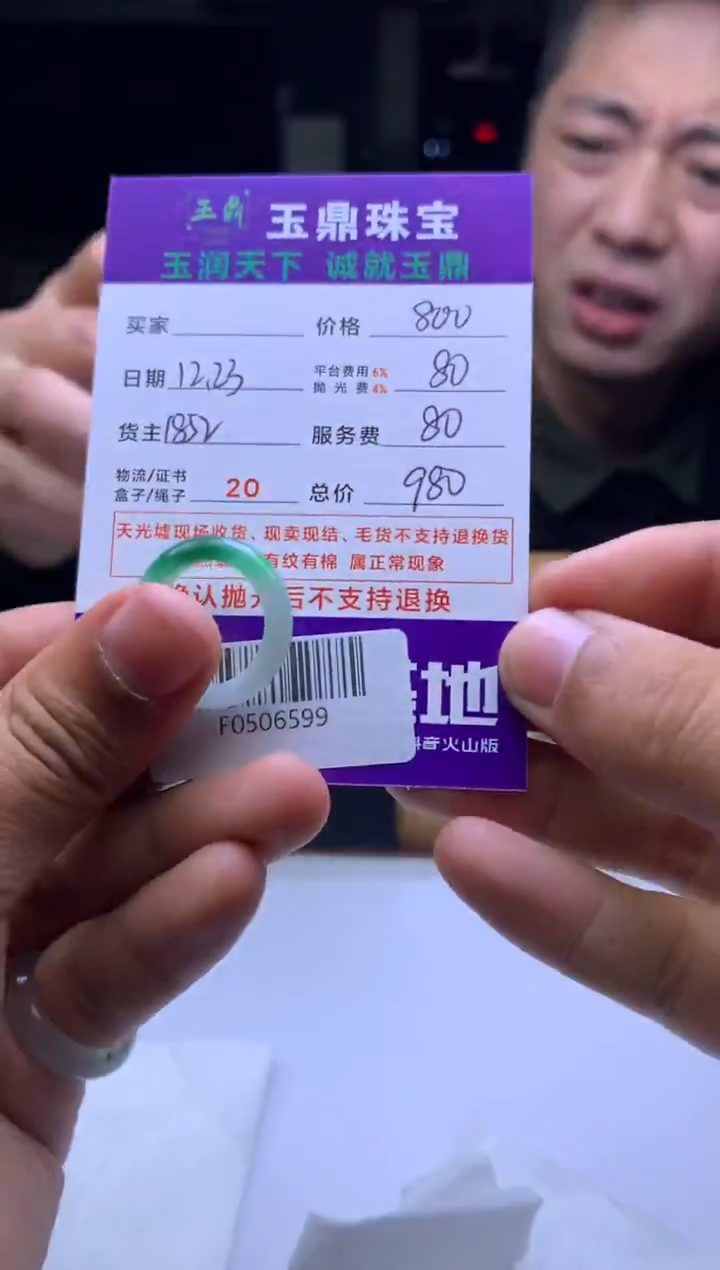 玉鼎 玉鼎珠宝
玉润天下 诚就玉鼎
买家 价格 800
日期 12.23 平台费用6% 80
抛光费4%
货主 1852 服务费 80
物流/证书
盒子/绳子 20 总价 980
天光墟现场收货、现卖现结、毛货不支持退换货
有纹有棉 属正常现象
确认抛光后不支持退换
基地
F0506599
抖音火山版